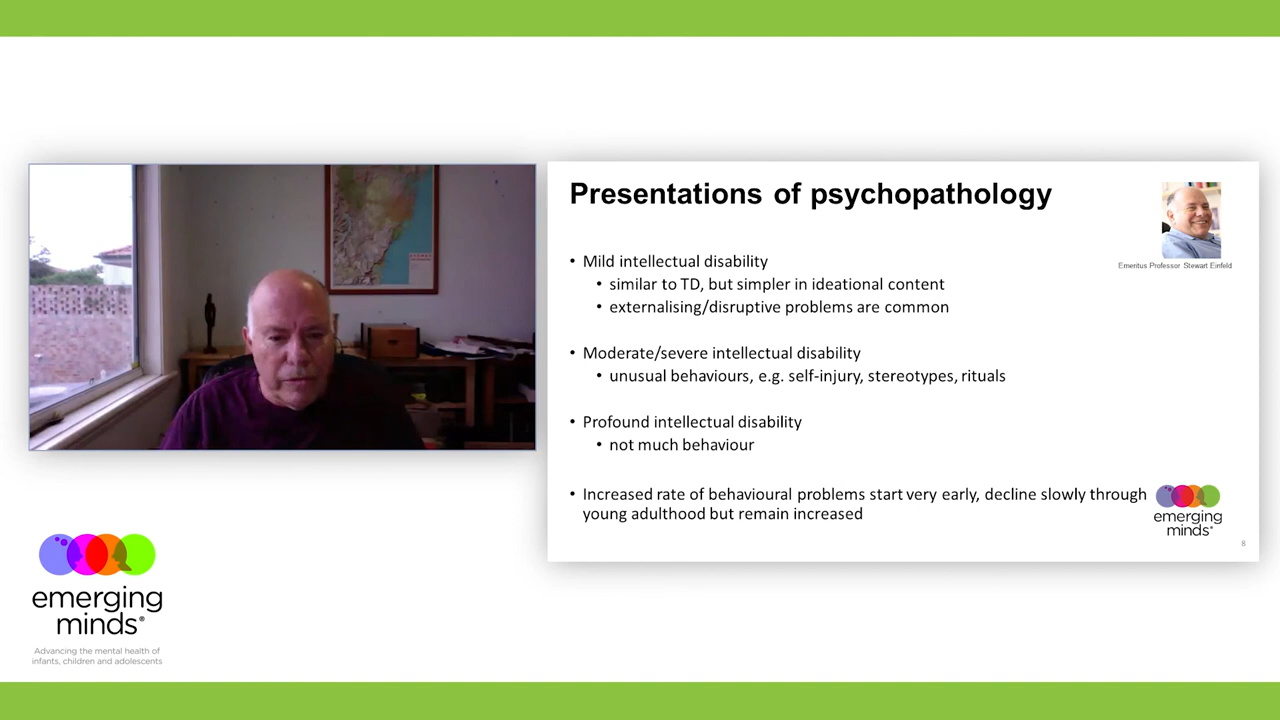 Presentations of psychopathology
Emeritus Professor Stewart Einfeld
• Mild intellectual disability
• similar to TD, but simpler in ideational content
• externalising/disruptive problems are common
• Moderate/severe intellectual disability
• unusual behaviours, e.g. self-injury, stereotypes, rituals
• Profound intellectual disability
• not much behaviour
• Increased rate of behavioural problems start very early, decline slowly through
young adulthood but remain increased
emerging
minds®
8
emerging
minds®
Advancing the mental health of
infants, children and adolescents